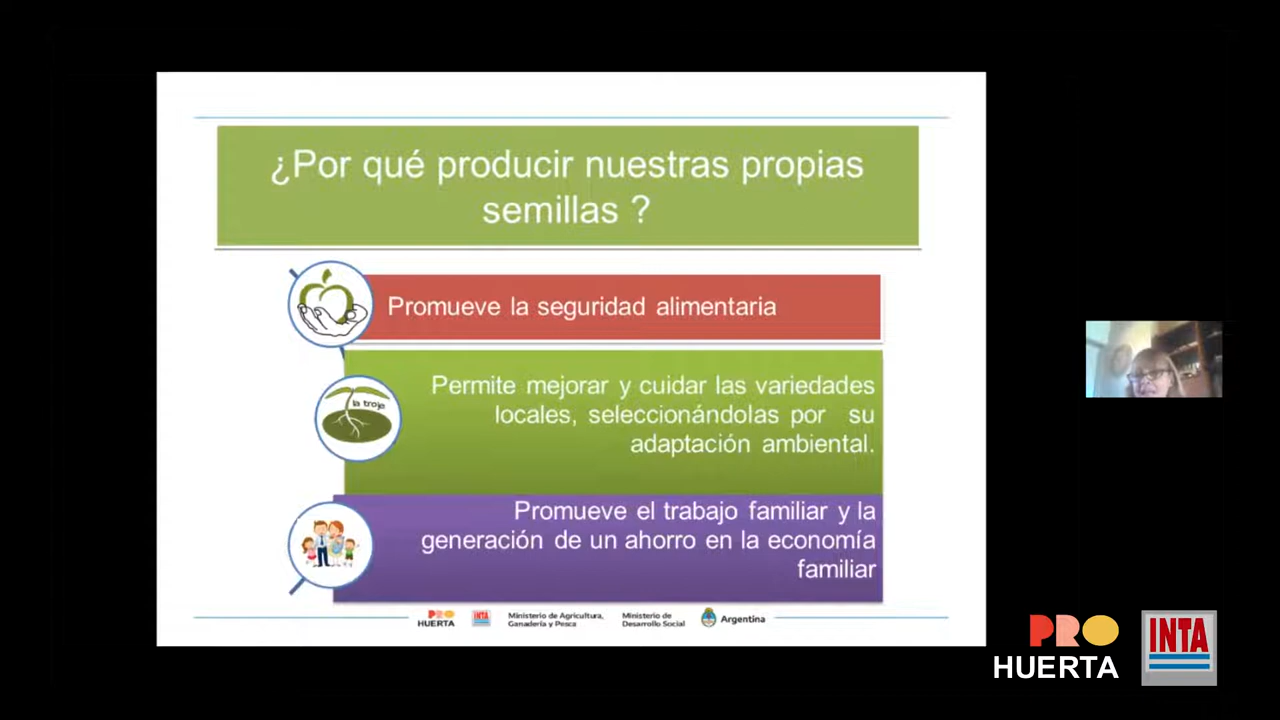 ¿Por qué producir nuestras propias
semillas ?
Promueve la seguridad alimentaria
la troje
Permite mejorar y cuidar las variedades
locales, seleccionándolas por su
adaptación ambiental.
Promueve el trabajo familiar y la
generación de un ahorro en la economía
familiar
PRO
HUERTA
INTA
Ministerio de Agricultura,
Ganadería y Pesca
Ministerio de
Desarrollo Social
Argentina
PRO
HUERTA
INTA